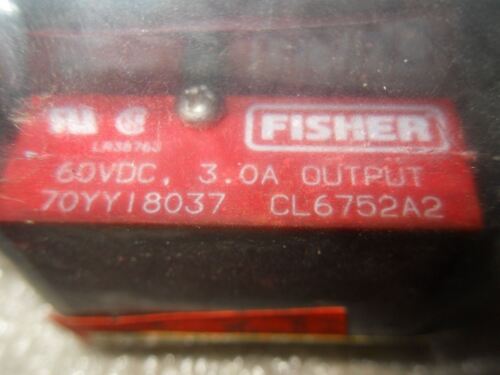 FISHER
LR38763
60VDC, 3.0A OUTPUT
70YY18037 CL6752A2